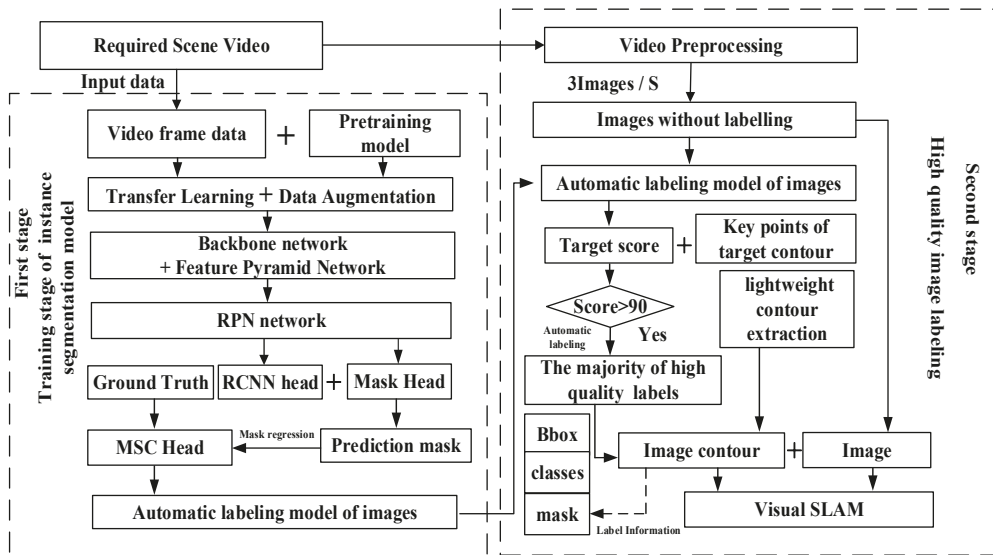 Required Scene Video
Input data
First stage
Training stage of instance
segmentation model
Video frame data
+
Pretraining
model
Transfer Learning + Data Augmentation
Backbone network
+ Feature Pyramid Network
RPN network
Ground Truth
RCNN head
+
Mask Head
MSC Head
Mask regression
Prediction mask
Automatic labeling model of images
Second stage
High quality image labeling
Video Preprocessing
3Images / S
Images without labelling
Automatic labeling model of images
Target score
+
Key points of
target contour
Score>90
Automatic
labeling
Yes
lightweight
contour
extraction
The majority of high
quality labels
Bbox
classes
mask
Image contour
+
Image
Label Information
Visual SLAM